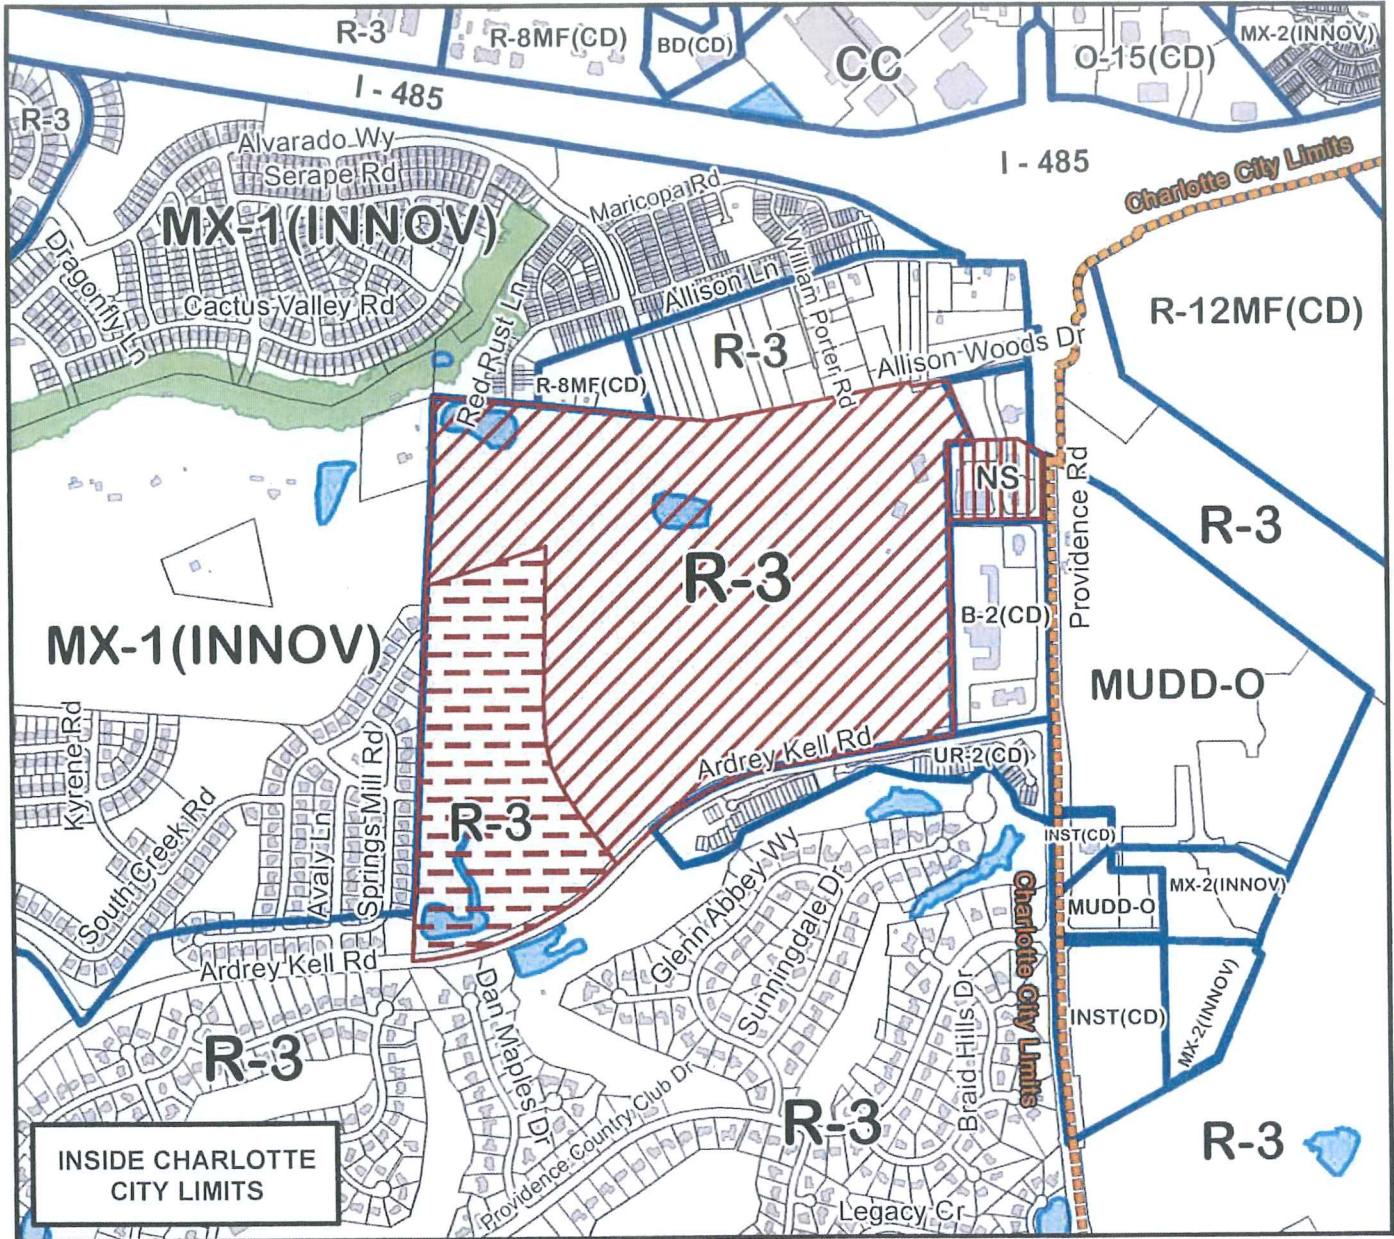 R-3
R-8MF(CD)
BD(CD)
CC
O-15(CD)
MX-2(INNOV)
I - 485
R-3
Alvarado Wy
Serape Rd
I - 485
Charlotte City Limits
Maricopa Rd
MX-1(INNOV)
Dragonfly Ln
Cactus Valley Rd
Red Rust Ln
Allison Ln
William Porter Rd
R-12MF(CD)
R-3
Allison Woods Dr
R-8MF(CD)
NS
Providence Rd
R-3
R-3
B-2(CD)
MX-1(INNOV)
MUDD-O
Kyrene Rd
South Creek Rd
Avaly Ln
Springs Mill Rd
R-3
Ardrey Kell Rd
UR-2(CD)
INST(CD)
MX-2(INNOV)
MUDD-O
Glenn Abbey Wy
Sunningdale Dr
Charlotte City Limits
Ardrey Kell Rd
Dan Maples Dr
Braid Hills Dr
INST(CD)
MX-2(INNOV)
R-3
Providence Country Club Dr
R-3
R-3
INSIDE CHARLOTTE
CITY LIMITS
Legacy Cr